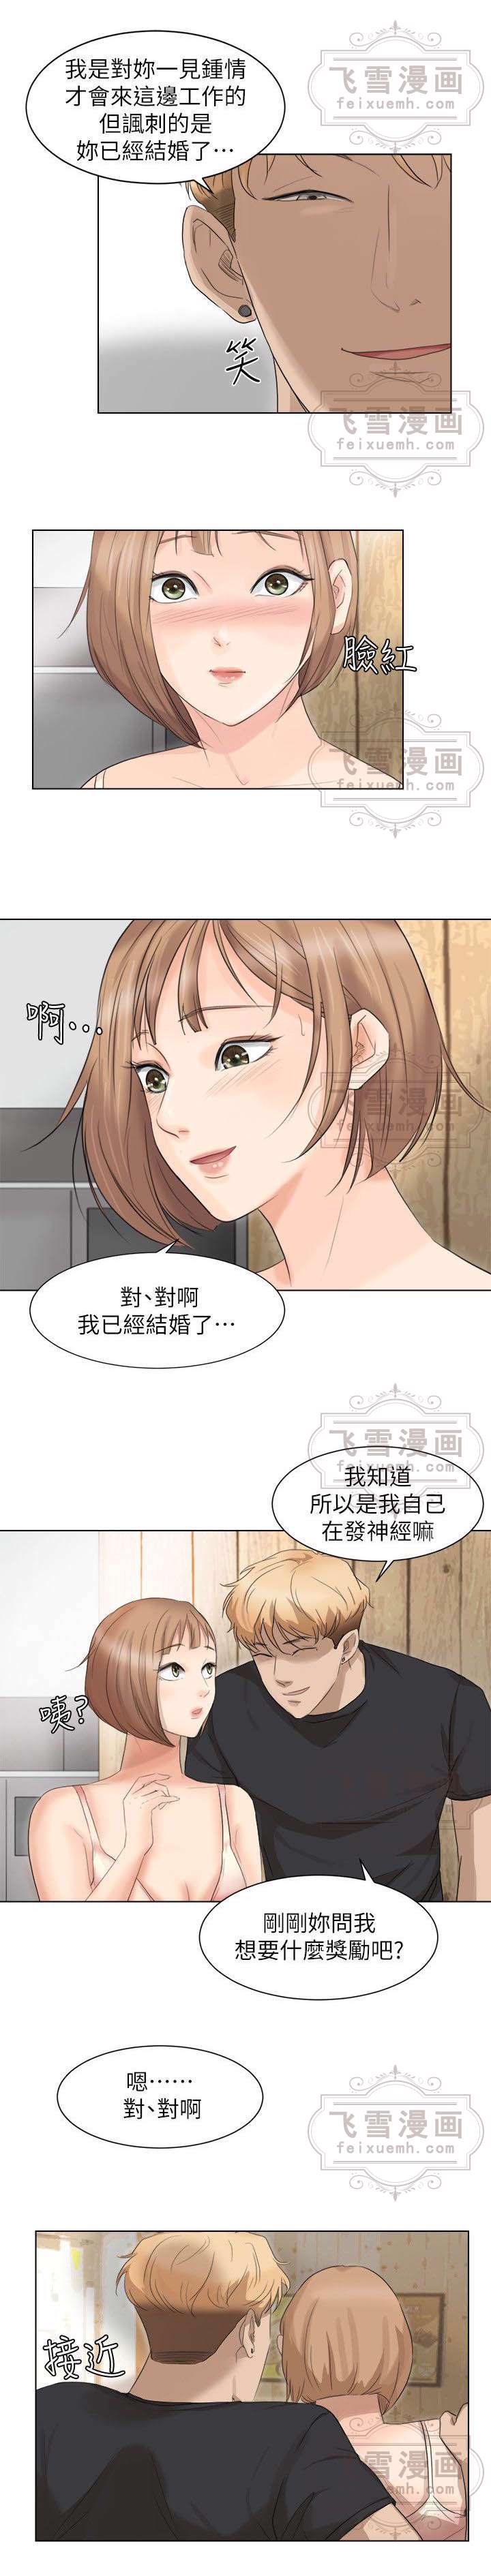 飞雪漫画
feixuemh.com
我是對妳一見鍾情
才會來這邊工作的
但諷刺的是
妳已經結婚了…
笑
飞雪漫画
feixuemh.com
臉紅
飞雪漫画
feixuemh.com
啊...
飞雪漫画
feixuemh.com
對、對啊
我已經結婚了…
飞雪漫画
我知道
所以是我自己
在發神經嘛
咦?
剛剛妳問我
想要什麼獎勵吧?
嗯……
對、對啊
飞雪漫画
feixuemh.com
接近
飞雪漫画
feixuemh.com